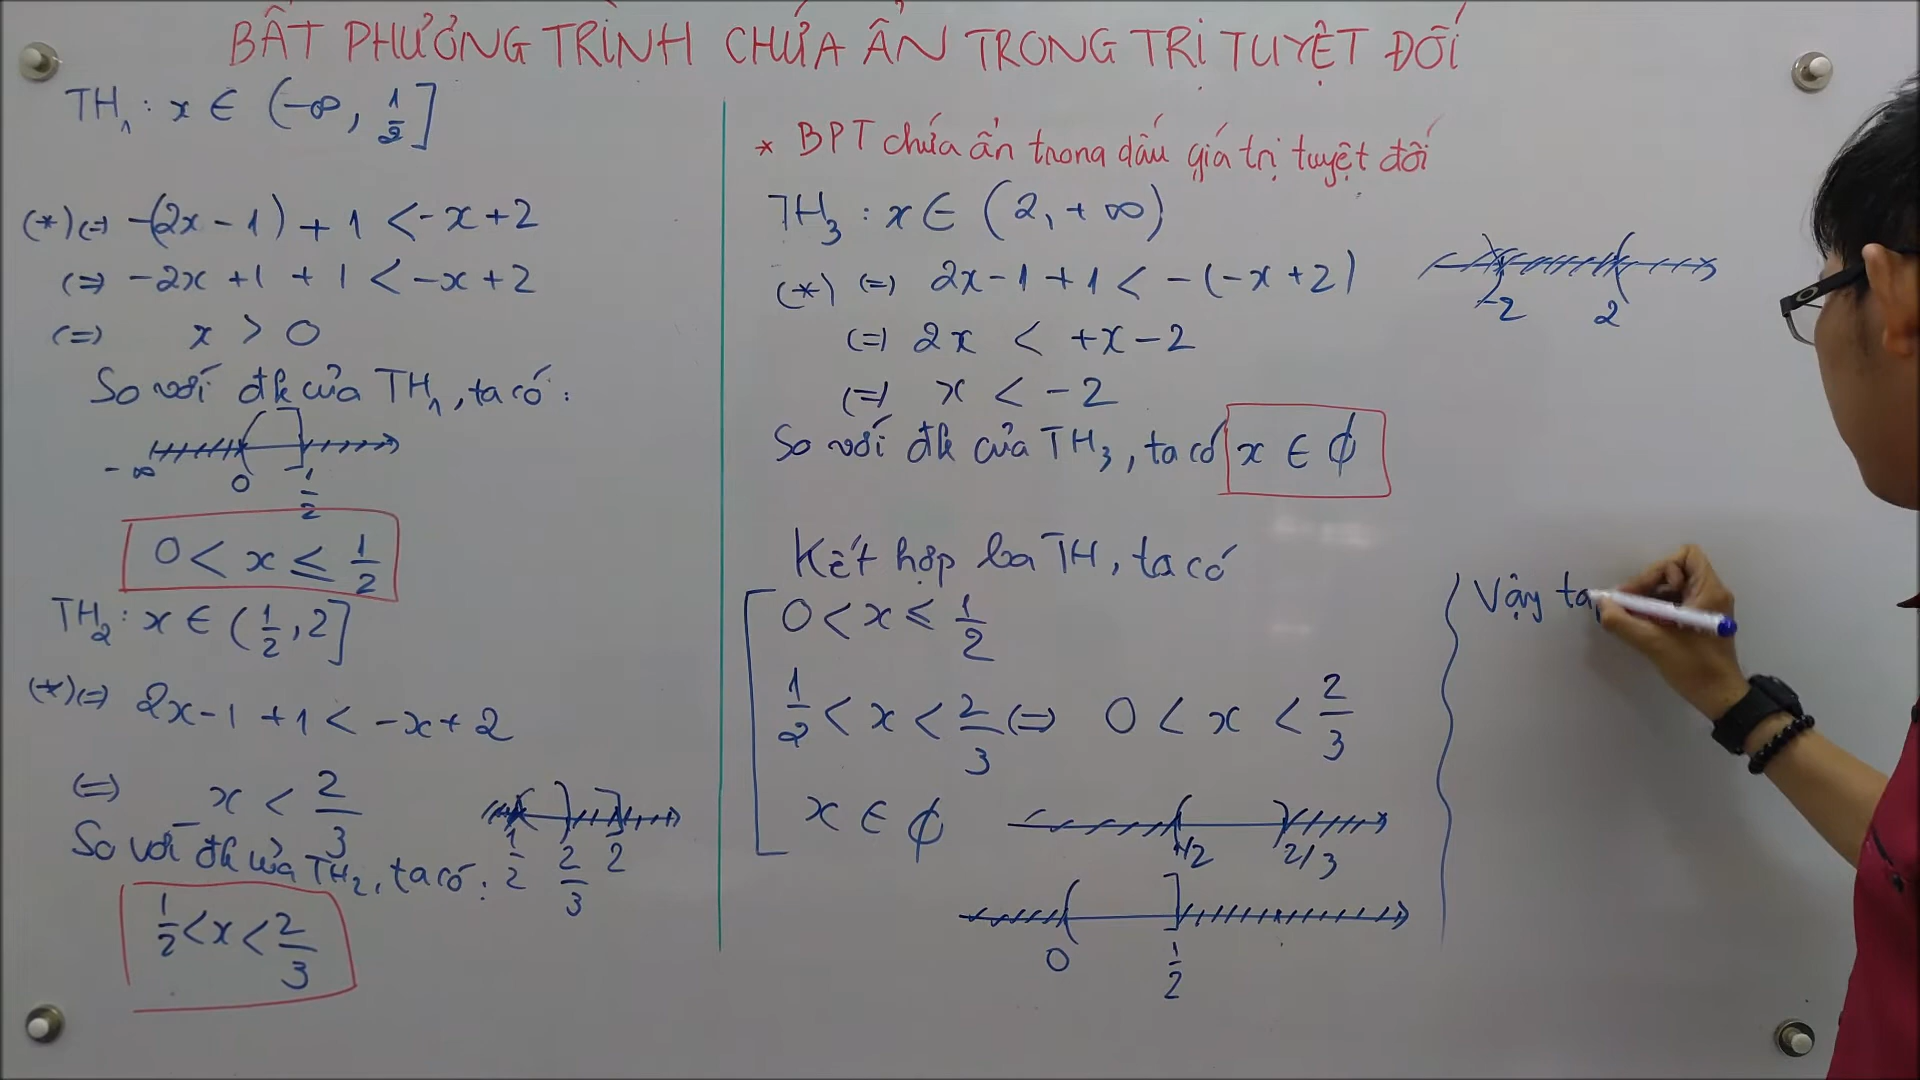 BẤT PHƯƠNG TRÌNH CHỨA ẨN TRONG TRỊ TUYỆT ĐỐI
TH₁ : x ∈ (-∞, 1/2]
(*) (=) -(2x - 1) + 1 < -x + 2
(=) -2x + 1 + 1 < -x + 2
(=) x > 0
So với đk của TH₁, ta có :
-∞ 0 1/2
0 < x ≤ 1/2
TH₂ : x ∈ (1/2, 2]
(*) (=) 2x - 1 + 1 < -x + 2
(=) x < 2/3
So với đk của TH₂, ta có :
1/2 2/3 2
1/2 < x < 2/3
* BPT chứa ẩn trong dấu giá trị tuyệt đối
TH₃ : x ∈ (2, +∞)
(*) (=) 2x - 1 + 1 < -(-x + 2)
(=) 2x < +x - 2
(=) x < -2
-2 2
So với đk của TH₃, ta có x ∈ ∅
Kết hợp ba TH, ta có
0 < x ≤ 1/2
1/2 < x < 2/3 (=) 0 < x < 2/3
x ∈ ∅
1/2 2/3
0 1/2
Vậy ta